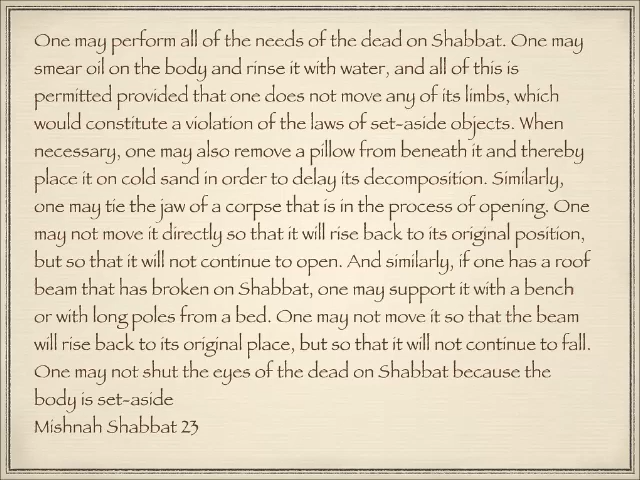 One may perform all of the needs of the dead on Shabbat. One may
smear oil on the body and rinse it with water, and all of this is
permitted provided that one does not move any of its limbs, which
would constitute a violation of the laws of set-aside objects. When
necessary, one may also remove a pillow from beneath it and thereby
place it on cold sand in order to delay its decomposition. Similarly,
one may tie the jaw of a corpse that is in the process of opening. One
may not move it directly so that it will rise back to its original position,
but so that it will not continue to open. And similarly, if one has a roof
beam that has broken on Shabbat, one may support it with a bench
or with long poles from a bed. One may not move it so that the beam
will rise back to its original place, but so that it will not continue to fall.
One may not shut the eyes of the dead on Shabbat because the
body is set-aside
Mishnah Shabbat 23